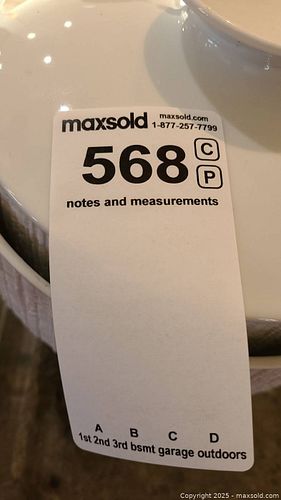 maxsold maxsold.com
1-877-257-7799
568 C
P
notes and measurements
A B C D
1st 2nd 3rd bsmt garage outdoors
Copyright 2025 - maxsold.com